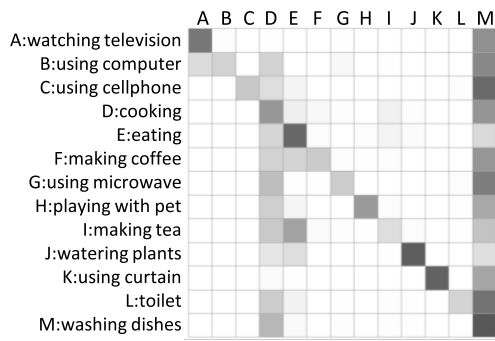 A B C D E F G H I J K L M
A:watching television
B:using computer
C:using cellphone
D:cooking
E:eating
F:making coffee
G:using microwave
H:playing with pet
I:making tea
J:watering plants
K:using curtain
L:toilet
M:washing dishes